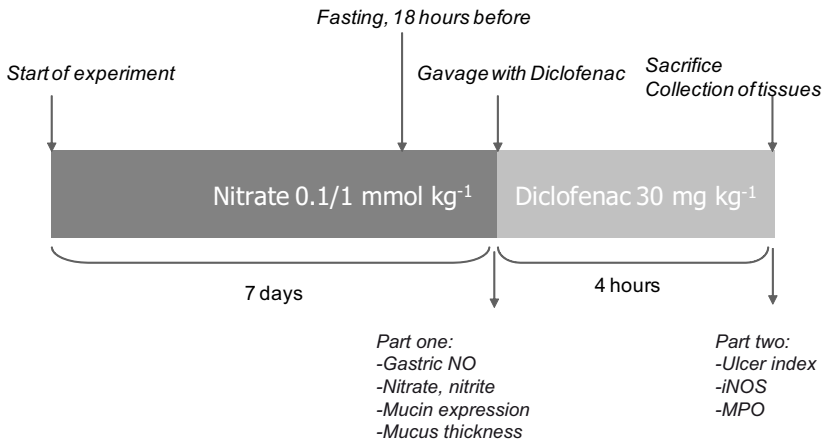 Fasting, 18 hours before
Start of experiment
Gavage with Diclofenac
Sacrifice
Collection of tissues
Nitrate 0.1/1 mmol kg⁻¹
Diclofenac 30 mg kg⁻¹
7 days
4 hours
Part one:
-Gastric NO
-Nitrate, nitrite
-Mucin expression
-Mucus thickness
Part two:
-Ulcer index
-iNOS
-MPO